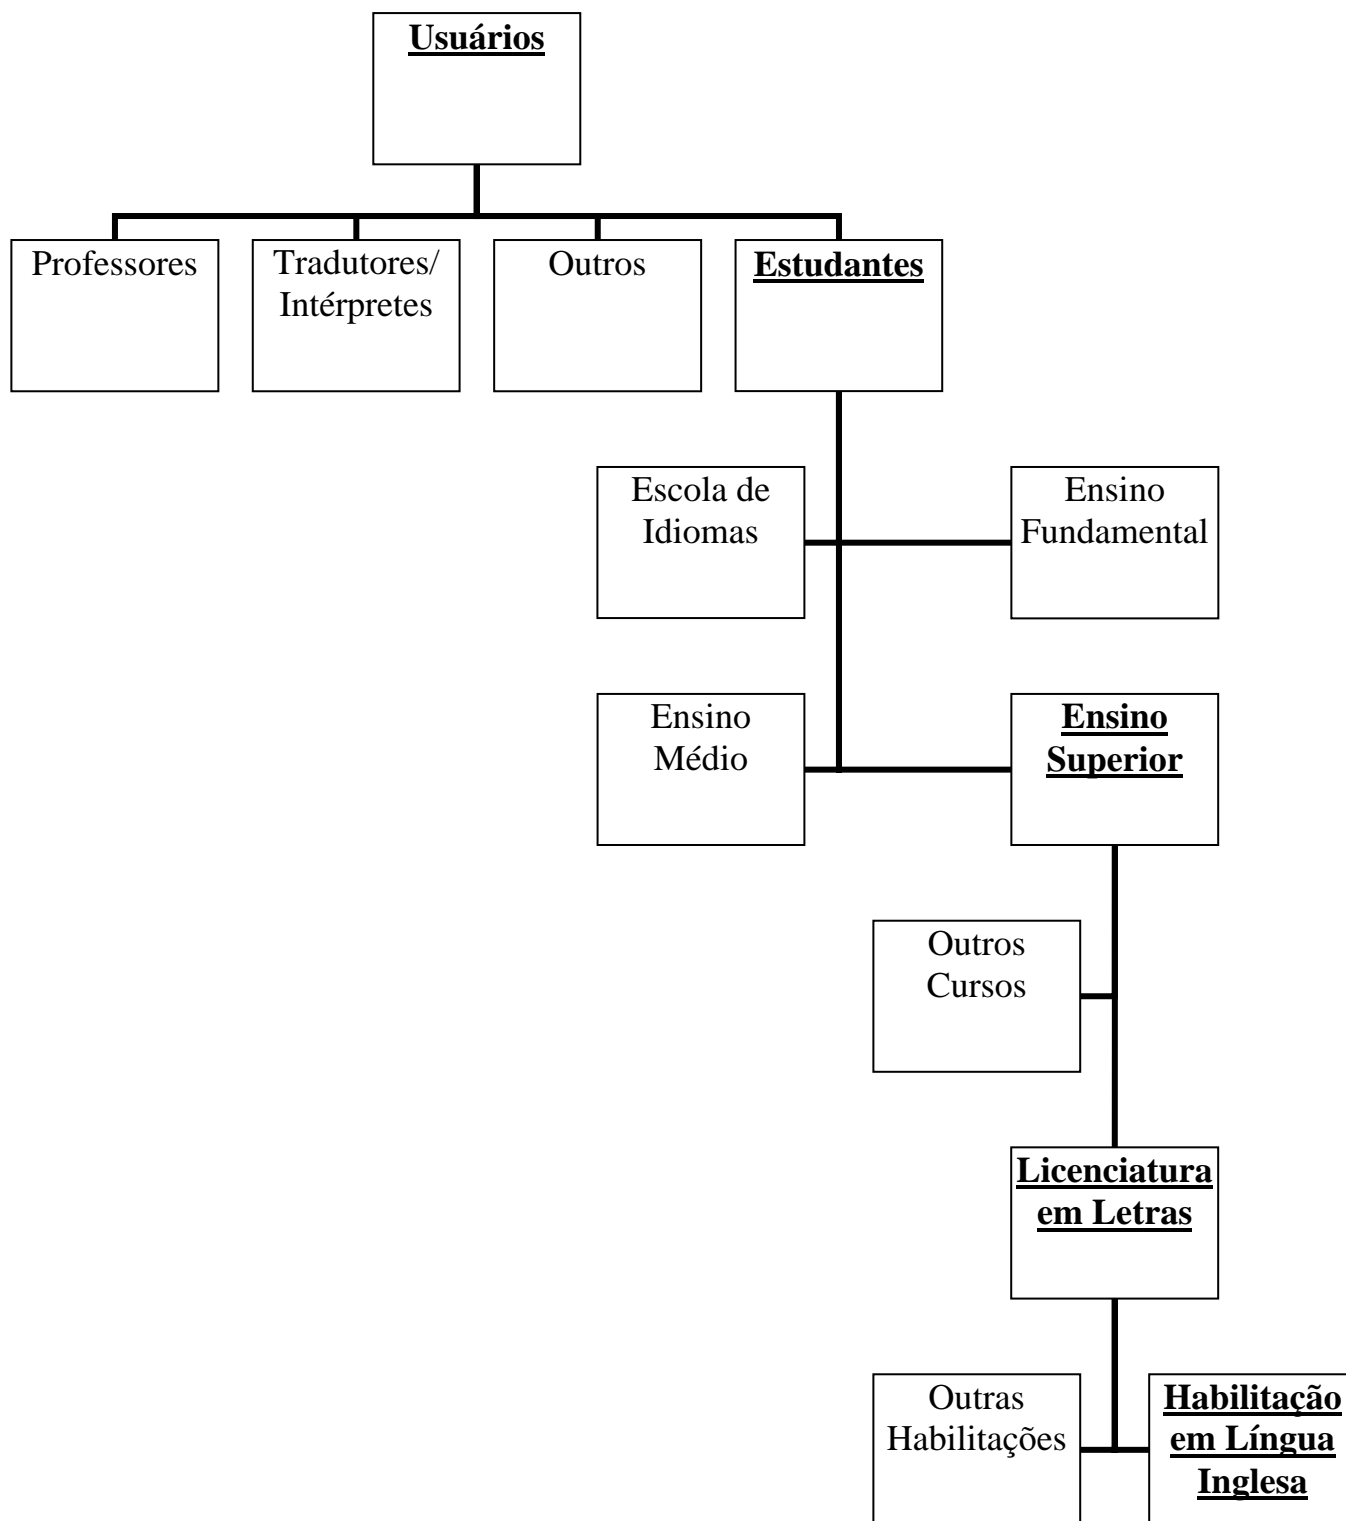 Usuários
Professores
Tradutores/
Intérpretes
Outros
Estudantes
Escola de
Idiomas
Ensino
Fundamental
Ensino
Médio
Ensino
Superior
Outros
Cursos
Licenciatura
em Letras
Outras
Habilitações
Habilitação
em Língua
Inglesa